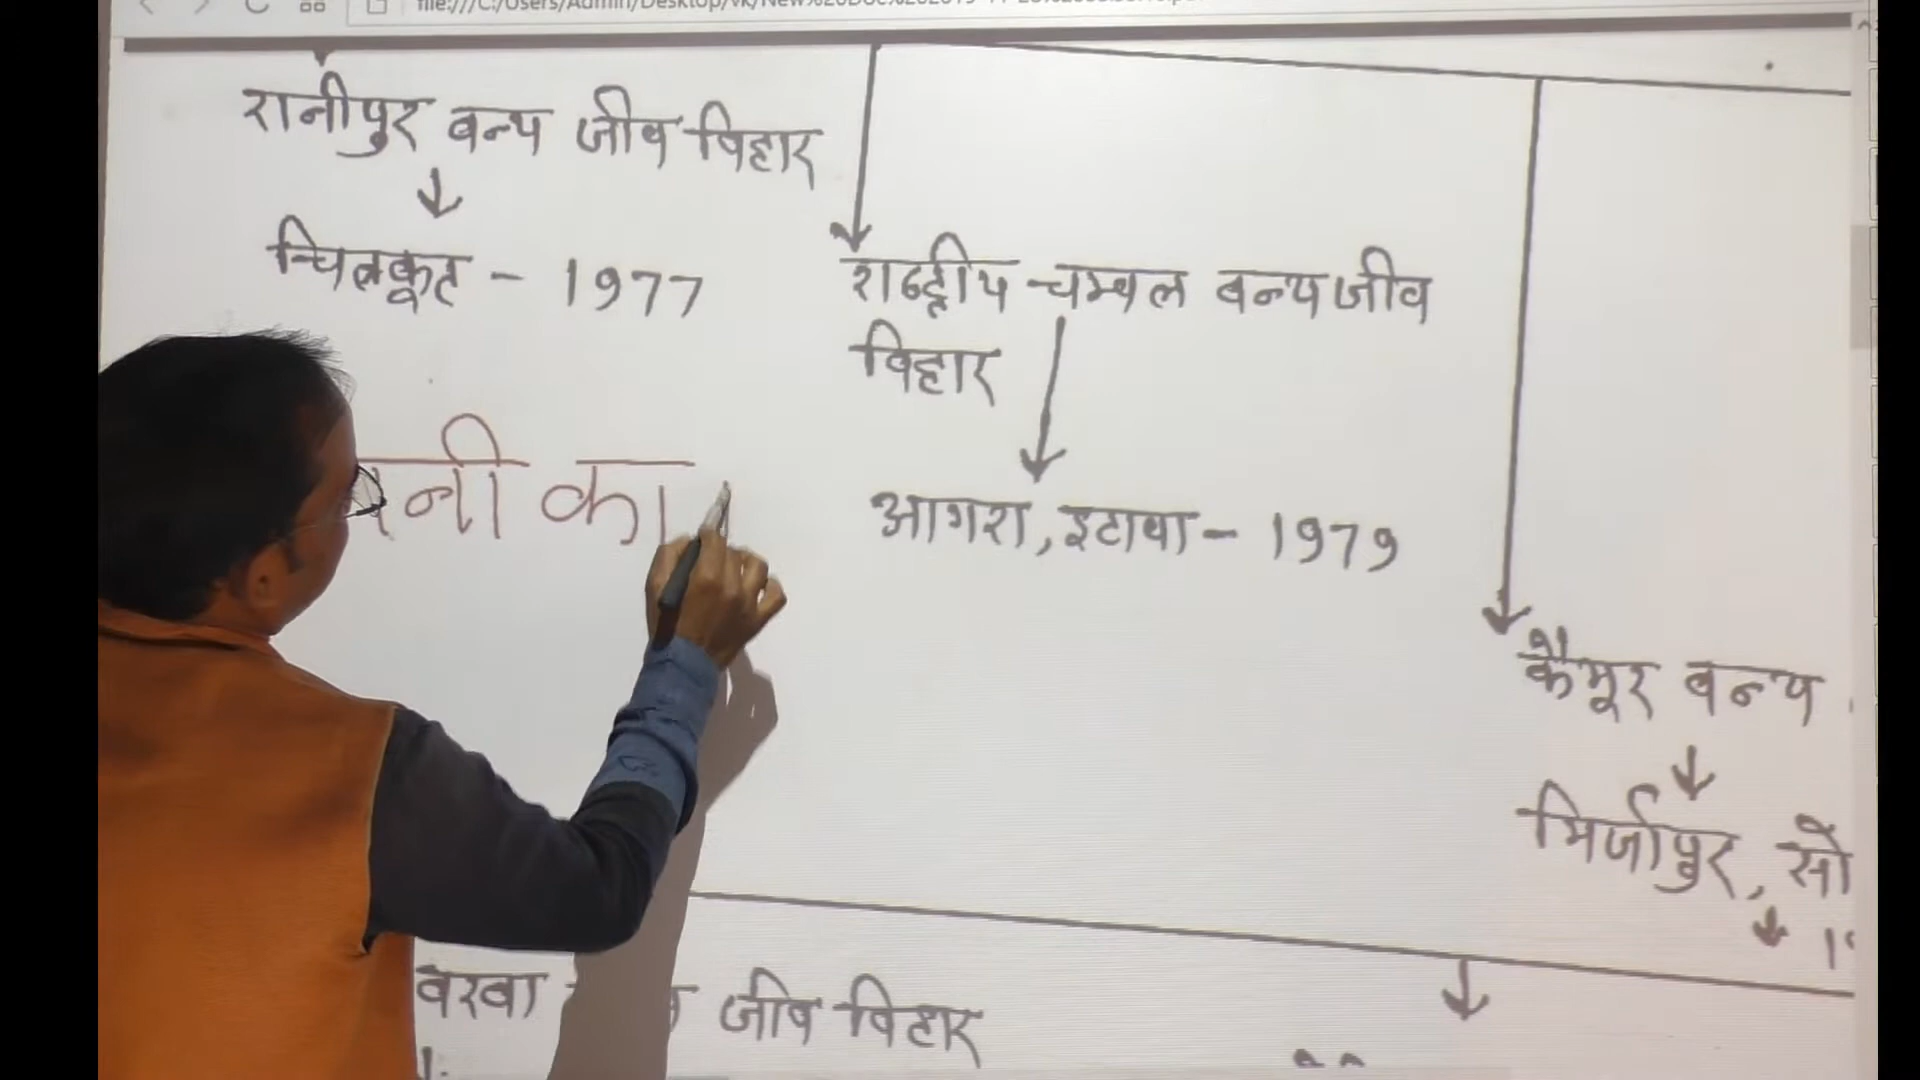 रानीपुर वन्य जीव विहार
चित्रकूट - 1977
राष्ट्रीय चम्बल वन्य जीव
विहार
आगरा, इटावा - 1979
नी का
कैमूर वन्य
मिर्जापुर, सो
जीव विहार